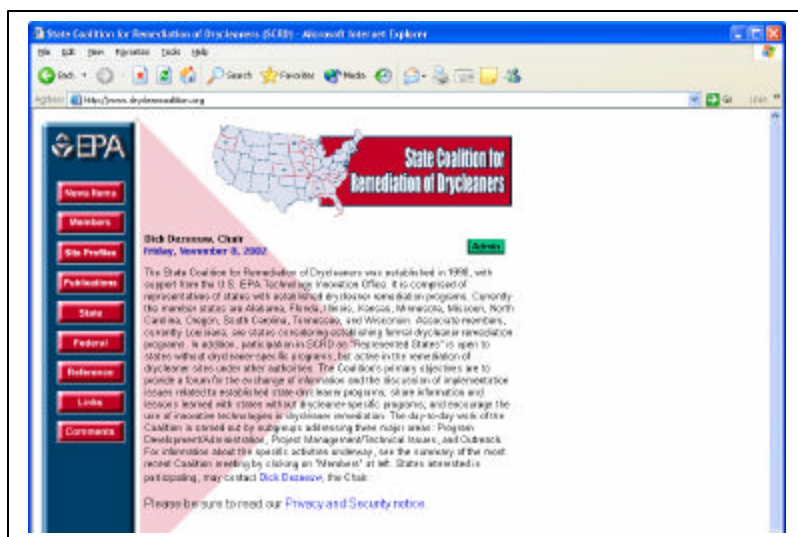 State Coalition for Remediation of Drycleaners (SCRD) - Microsoft Internet Explorer
File Edit View Favorites Tools Help
Back Search Favorites Media
Address http://www.drycleancoalition.org Go Links
EPA
State Coalition for
Remediation of Drycleaners
News Items
Members
Site Profiles
Publications
State
Federal
Reference
Links
Comments
Dick Dezeeuw, Chair
Friday, November 8, 2002
Admin
The State Coalition for Remediation of Drycleaners was established in 1998, with
support from the U.S. EPA Technology Innovation Office. It is comprised of
representatives of states with established drycleaner remediation programs. Currently
the member states are Alabama, Florida, Illinois, Kansas, Minnesota, Missouri, North
Carolina, Oregon, South Carolina, Tennessee, and Wisconsin. Associate members,
currently Louisiana, are states considering establishing formal drycleaner remediation
programs. In addition, participation in SCRD as "Represented States" is open to
states without drycleaner-specific programs, but active in the remediation of
drycleaner sites under other authorities. The Coalition's primary objectives are to
provide a forum for the exchange of information and the discussion of implementation
issues related to established state drycleaner programs, share information and
lessons learned with states without drycleaner-specific programs, and encourage the
use of innovative technologies in drycleaner remediation. The day-to-day work of the
Coalition is carried out by subgroups addressing three major areas: Program
Development/Administration, Project Management/Technical Issues, and Outreach.
For information about the specific activities underway, see the summary of the most
recent Coalition meeting by clicking on "Members" at left. States interested in
participating, may contact Dick Dezeeuw, the Chair.
Please be sure to read our Privacy and Security notice.